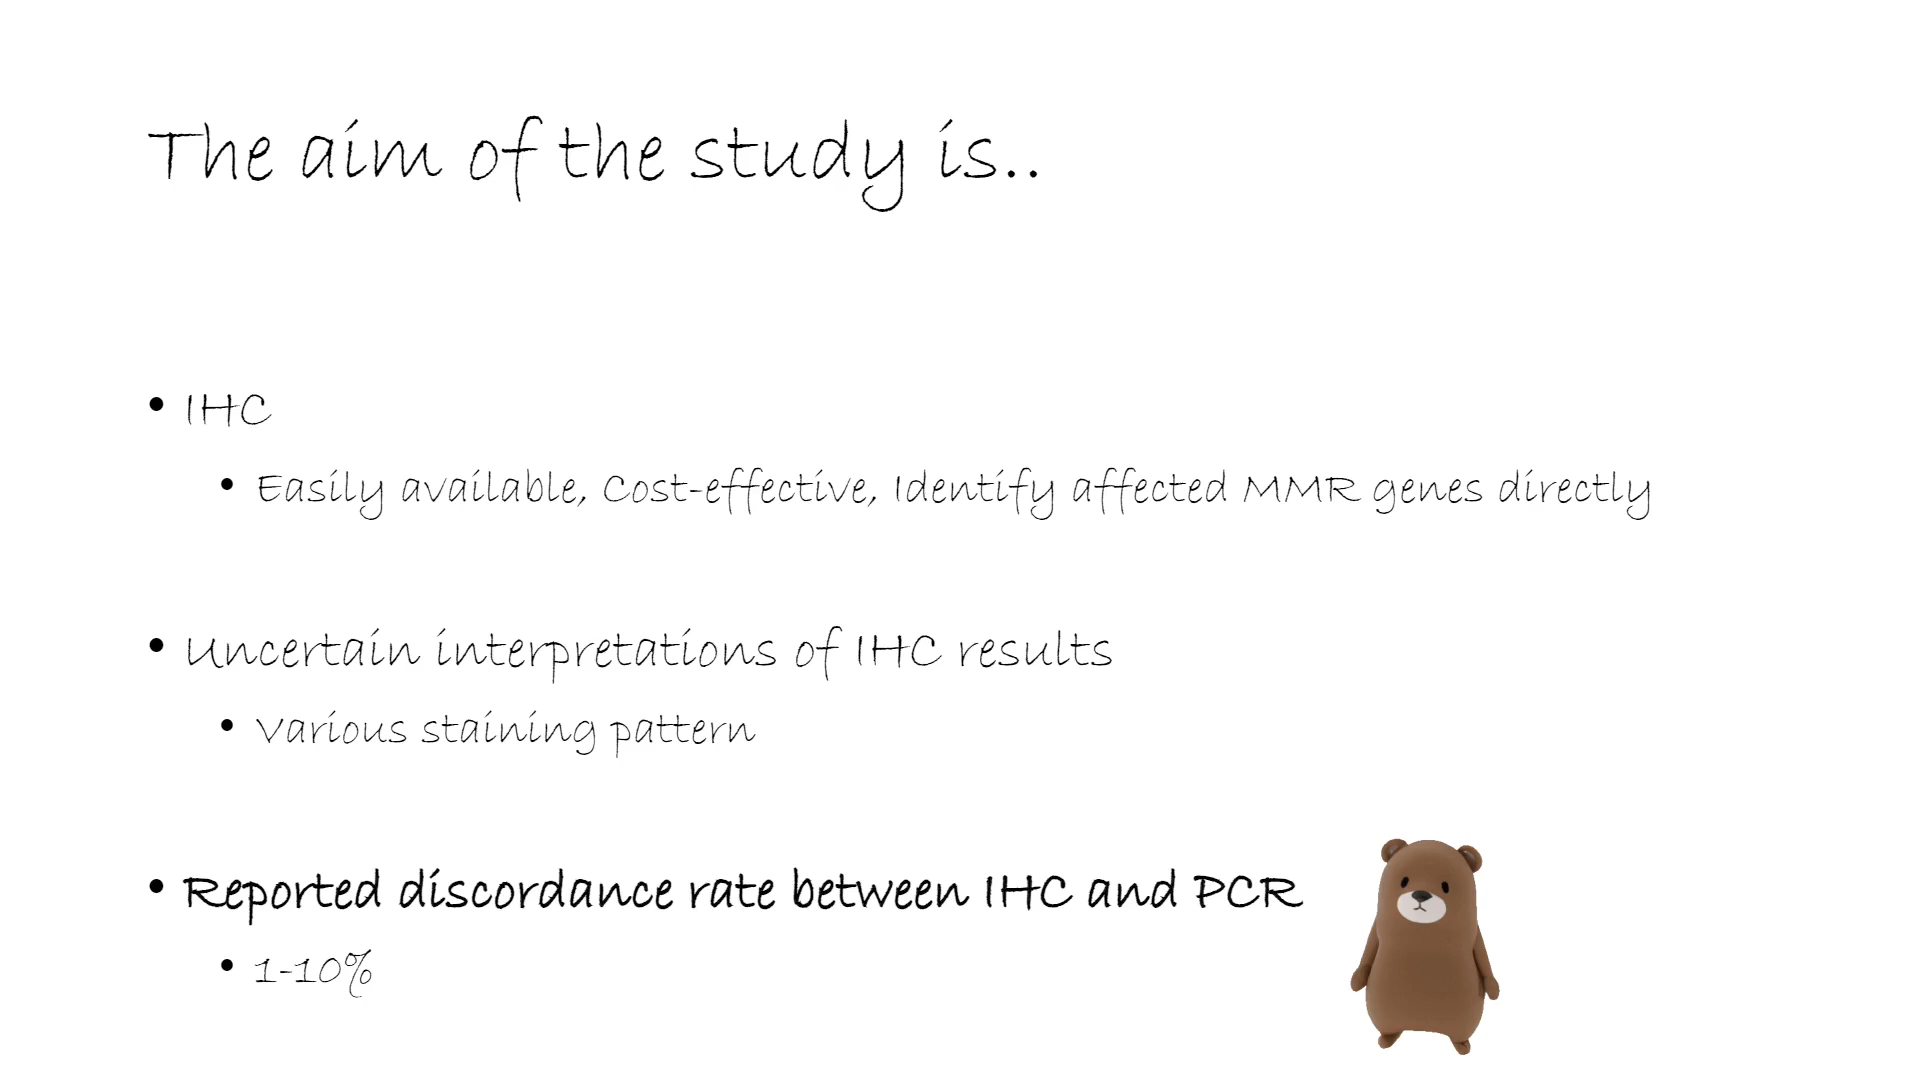 The aim of the study is..
• IHC
• Easily available, Cost-effective, Identify affected MMR genes directly
• Uncertain interpretations of IHC results
• Various staining pattern
• Reported discordance rate between IHC and PCR
• 1-10%